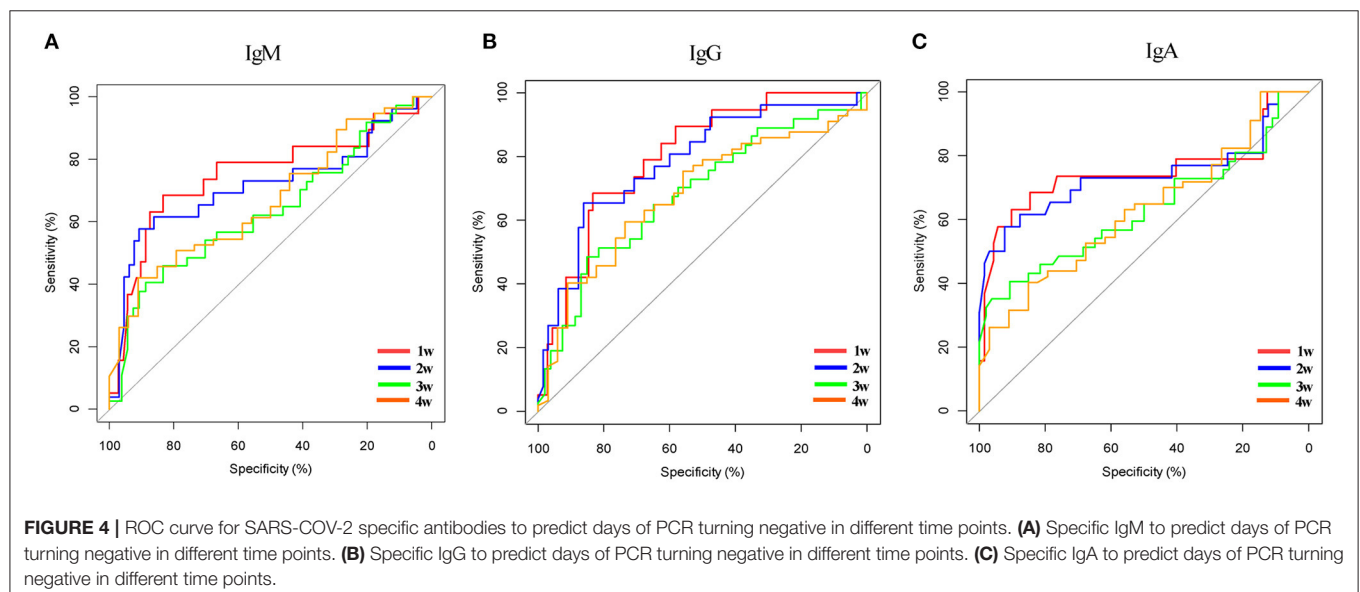 A
IgM
Sensitivity (%)
100
80
60
40
20
0
1w
2w
3w
4w
100
80
60
40
20
0
Specificity (%)
B
IgG
Sensitivity (%)
100
80
60
40
20
0
1w
2w
3w
4w
100
80
60
40
20
0
Specificity (%)
C
IgA
Sensitivity (%)
100
80
60
40
20
0
1w
2w
3w
4w
100
80
60
40
20
0
Specificity (%)
FIGURE 4 | ROC curve for SARS-COV-2 specific antibodies to predict days of PCR turning negative in different time points. (A) Specific IgM to predict days of PCR
turning negative in different time points. (B) Specific IgG to predict days of PCR turning negative in different time points. (C) Specific IgA to predict days of PCR turning
negative in different time points.